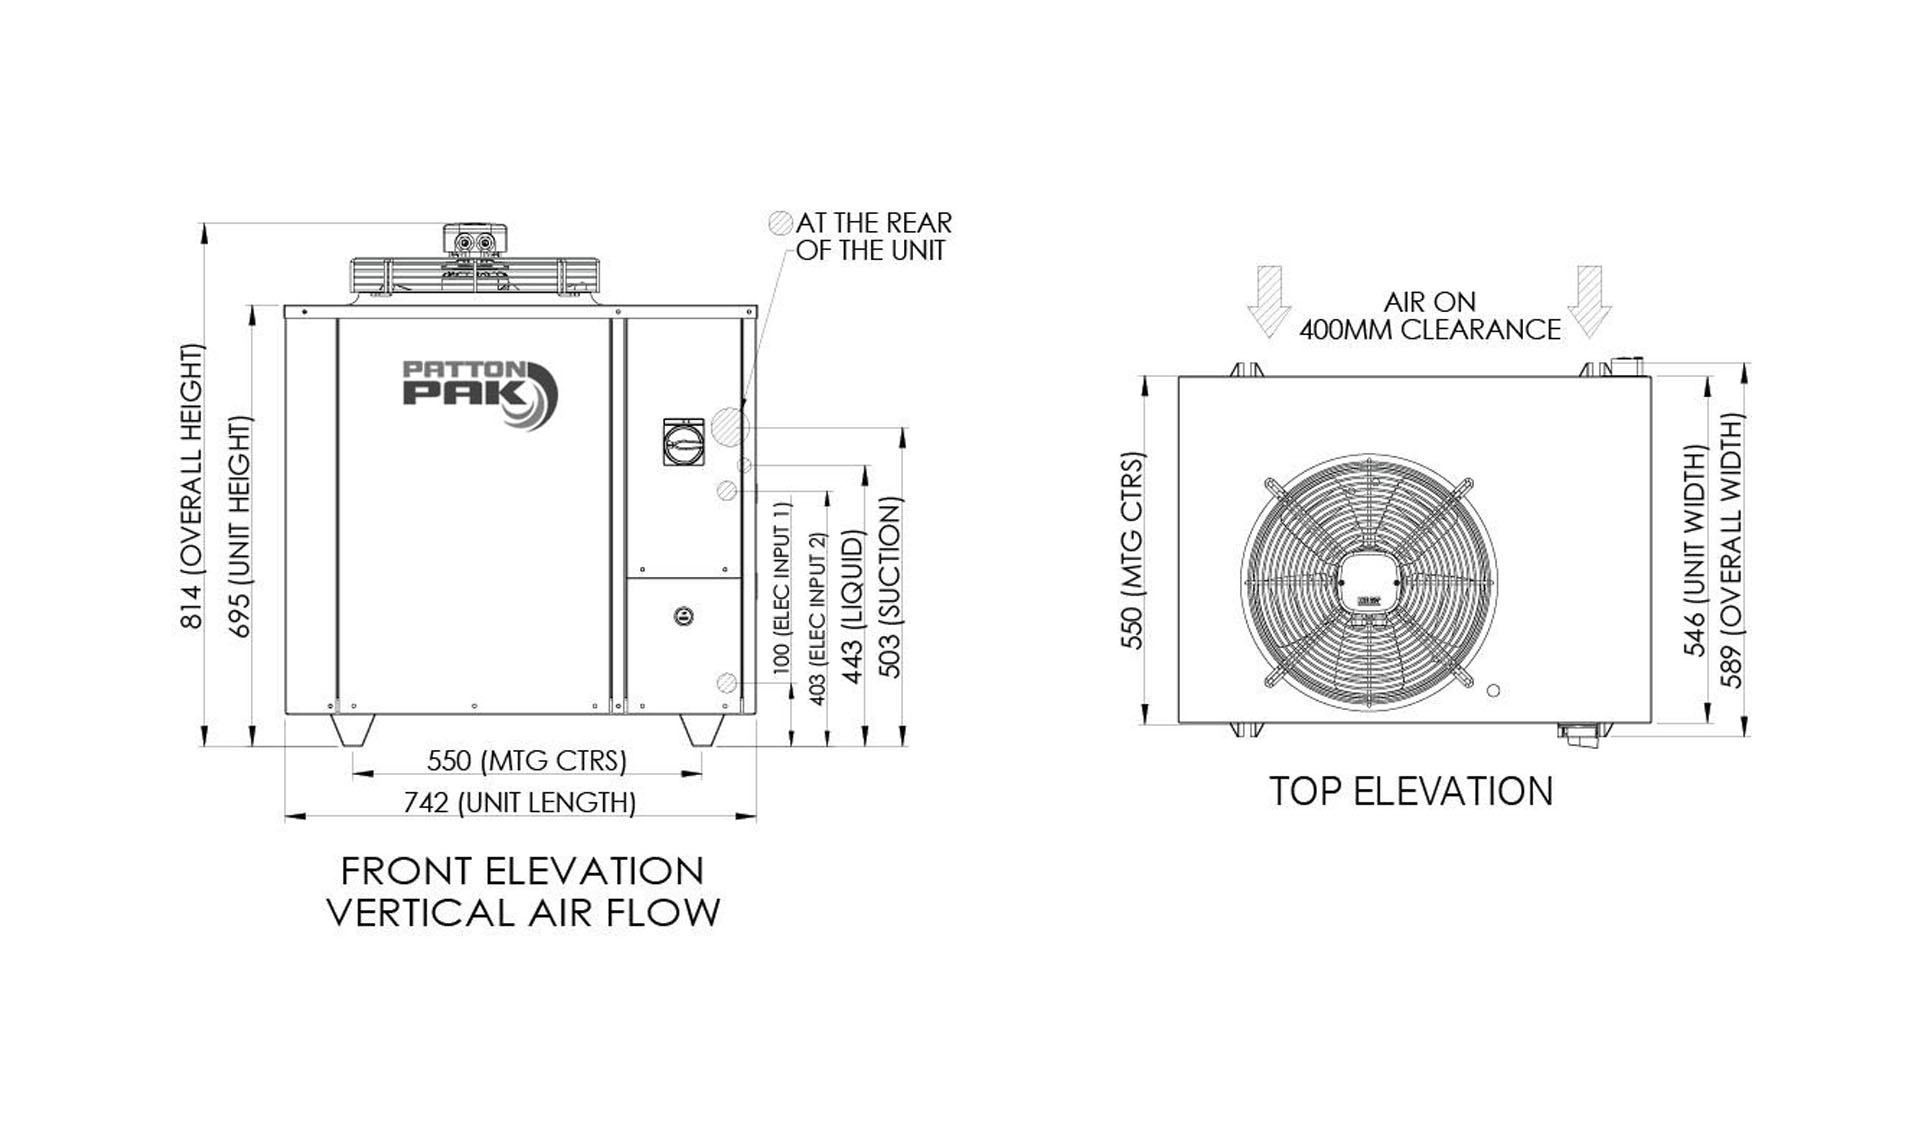 AT THE REAR
OF THE UNIT
814 (OVERALL HEIGHT)
695 (UNIT HEIGHT)
PATTON
PAK
100 (ELEC INPUT 1)
403 (ELEC INPUT 2)
443 (LIQUID)
503 (SUCTION)
550 (MTG CTRS)
742 (UNIT LENGTH)
FRONT ELEVATION
VERTICAL AIR FLOW
AIR ON
400MM CLEARANCE
550 (MTG CTRS)
546 (UNIT WIDTH)
589 (OVERALL WIDTH)
TOP ELEVATION